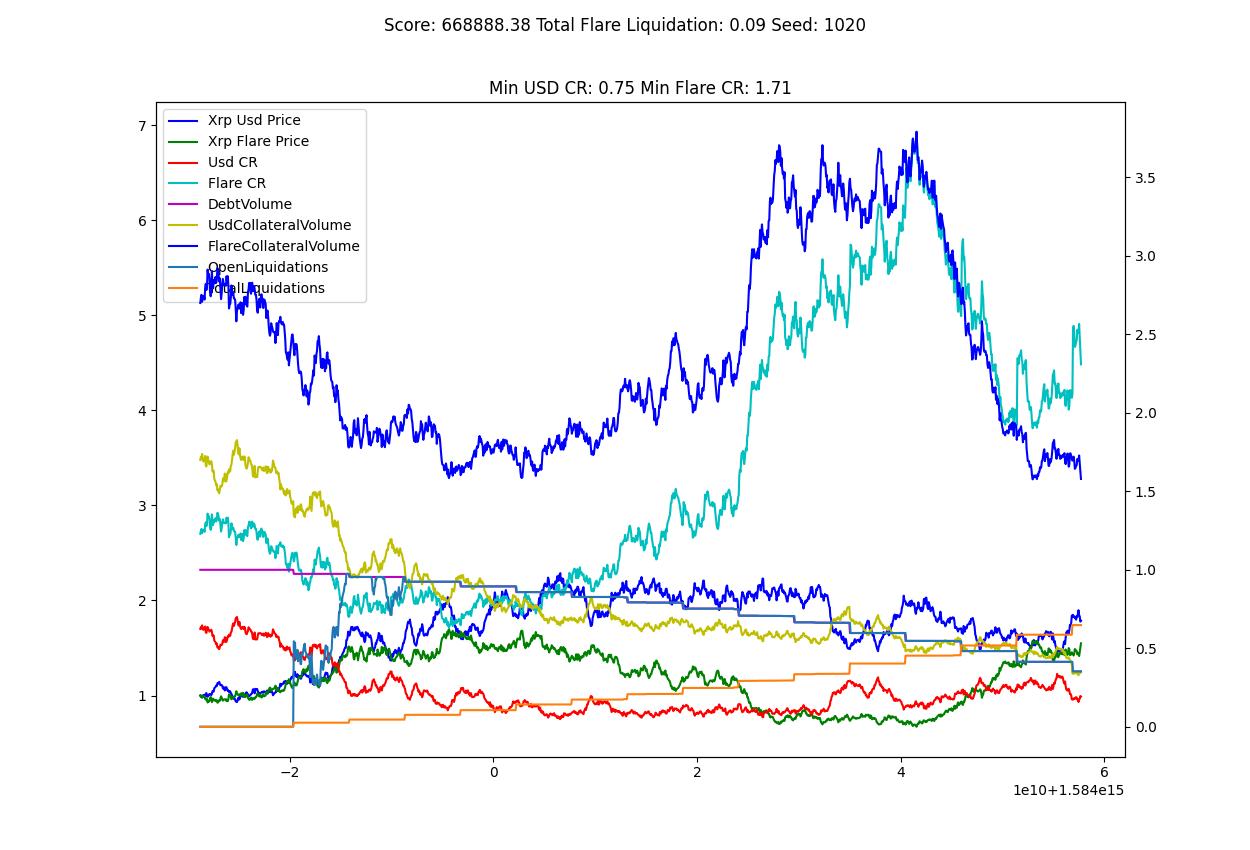 Score: 668888.38 Total Flare Liquidation: 0.09 Seed: 1020
Min USD CR: 0.75 Min Flare CR: 1.71
Xrp Usd Price
Xrp Flare Price
Usd CR
Flare CR
DebtVolume
UsdCollateralVolume
FlareCollateralVolume
OpenLiquidations
TotalLiquidations
7
6
5
4
3
2
1
3.5
3.0
2.5
2.0
1.5
1.0
0.5
0.0
−2
0
2
4
6
1e10+1.584e15